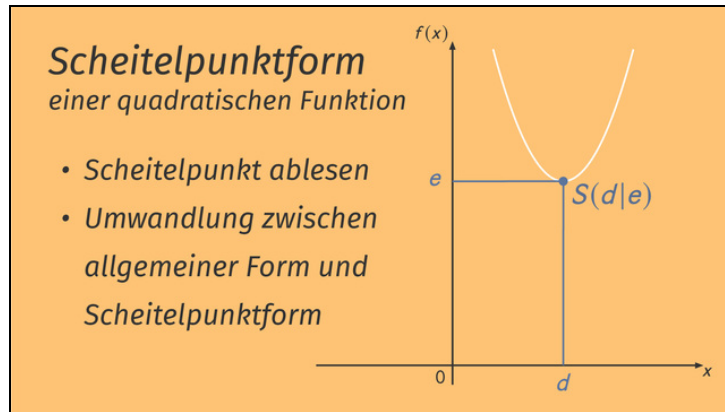 Scheitelpunktform
einer quadratischen Funktion
• Scheitelpunkt ablesen
• Umwandlung zwischen
allgemeiner Form und
Scheitelpunktform
f(x)
e
S(d|e)
0
d
x